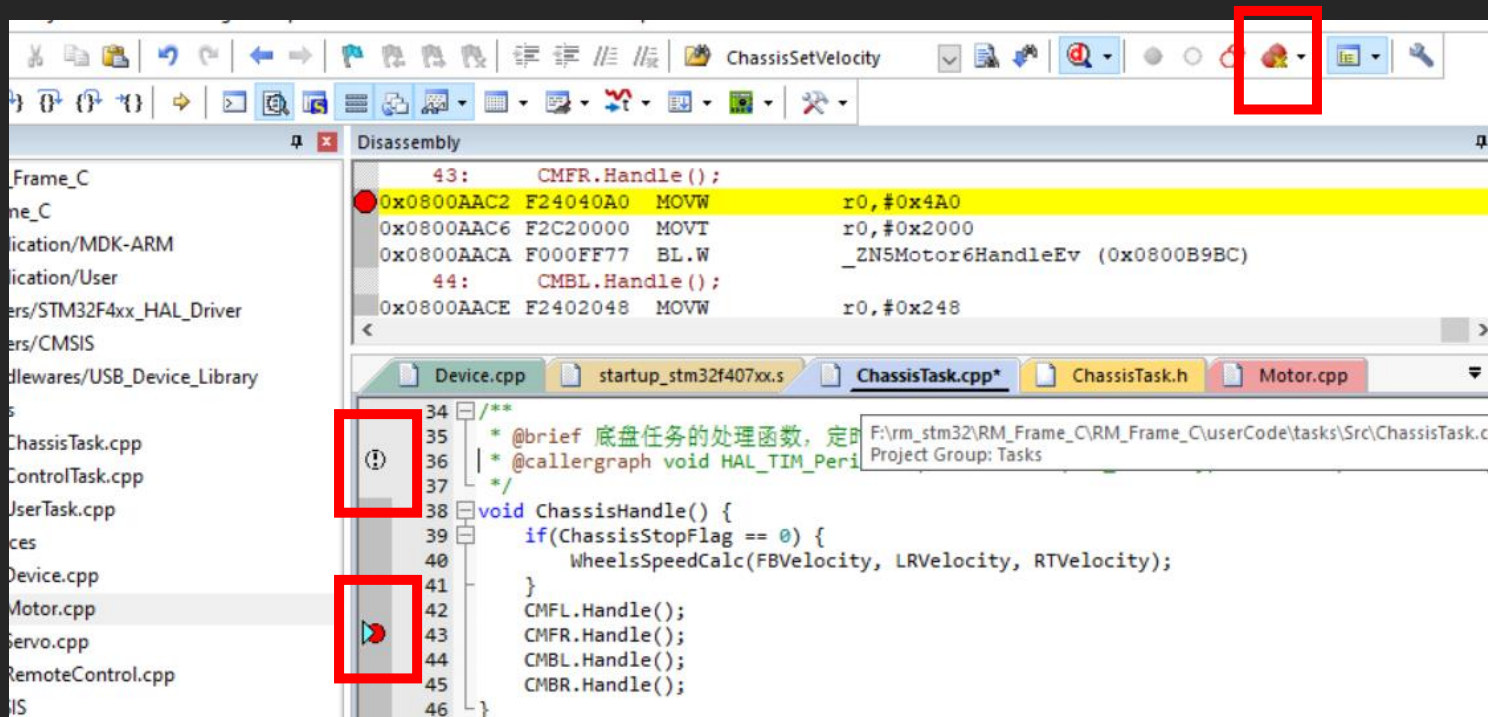 ChassisSetVelocity
Disassembly
_Frame_C
me_C
lication/MDK-ARM
lication/User
ers/STM32F4xx_HAL_Driver
ers/CMSIS
dlewares/USB_Device_Library
s
ChassisTask.cpp
ControlTask.cpp
UserTask.cpp
ces
Device.cpp
Motor.cpp
Servo.cpp
RemoteControl.cpp
SIS
43: CMFR.Handle();
0x0800AAC2 F24040A0 MOVW r0,#0x4A0
0x0800AAC6 F2C20000 MOVT r0,#0x2000
0x0800AACA F000FF77 BL.W _ZN5Motor6HandleEv (0x0800B9BC)
44: CMBL.Handle();
0x0800AACE F2402048 MOVW r0,#0x248
Device.cpp startup_stm32f407xx.s ChassisTask.cpp* ChassisTask.h Motor.cpp
34 /**
35 * @brief 底盘任务的处理函数，定时
36 * @callergraph void HAL_TIM_Peri
37 */
F:\rm_stm32\RM_Frame_C\RM_Frame_C\userCode\tasks\Src\ChassisTask.c
Project Group: Tasks
38 void ChassisHandle() {
39 if(ChassisStopFlag == 0) {
40 WheelsSpeedCalc(FBVelocity, LRVelocity, RTVelocity);
41 }
42 CMFL.Handle();
43 CMFR.Handle();
44 CMBL.Handle();
45 CMBR.Handle();
46 }